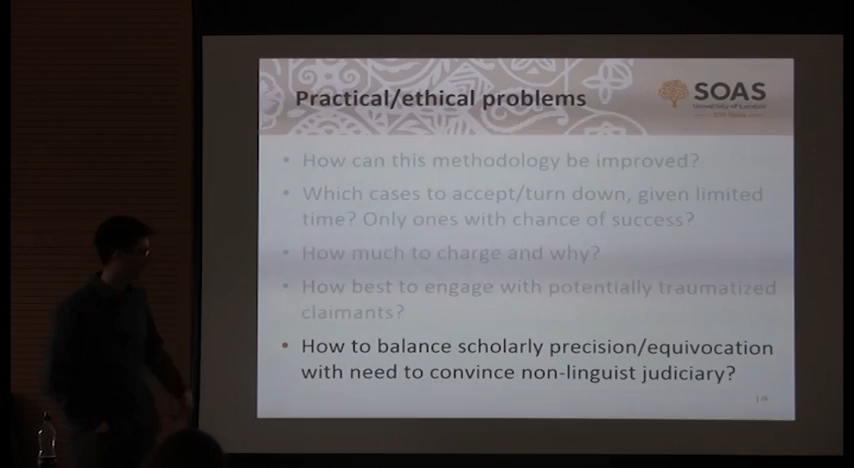 Practical/ethical problems
SOAS
University of London
• How can this methodology be improved?
• Which cases to accept/turn down, given limited
time? Only ones with chance of success?
• How much to charge and why?
• How best to engage with potentially traumatized
claimants?
• How to balance scholarly precision/equivocation
with need to convince non-linguist judiciary?